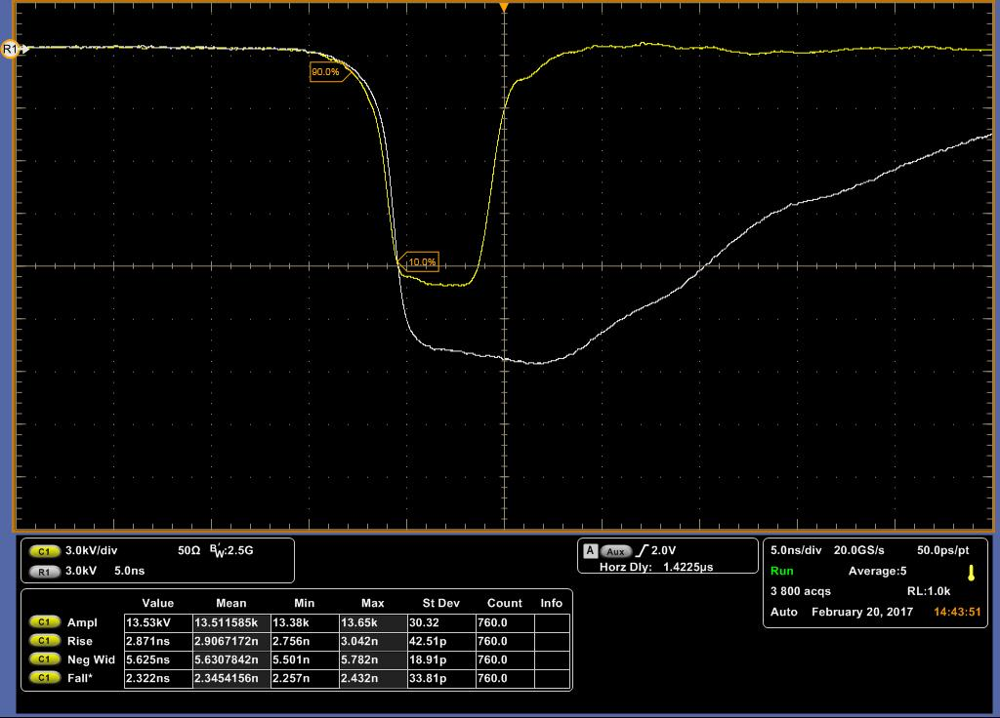 R1
90.0%
10.0%
C1 3.0kV/div 50Ω BW:2.5G
R1 3.0kV 5.0ns
A Aux 2.0V
Horz Dly: 1.4225µs
5.0ns/div 20.0GS/s 50.0ps/pt
Run Average:5
3 800 acqs RL:1.0k
Auto February 20, 2017 14:43:51
Value Mean Min Max St Dev Count Info
C1 Ampl 13.53kV 13.511585k 13.38k 13.65k 30.32 760.0
C1 Rise 2.871ns 2.9067172n 2.756n 3.042n 42.51p 760.0
C1 Neg Wid 5.625ns 5.6307842n 5.501n 5.782n 18.91p 760.0
C1 Fall* 2.322ns 2.3454156n 2.257n 2.432n 33.81p 760.0